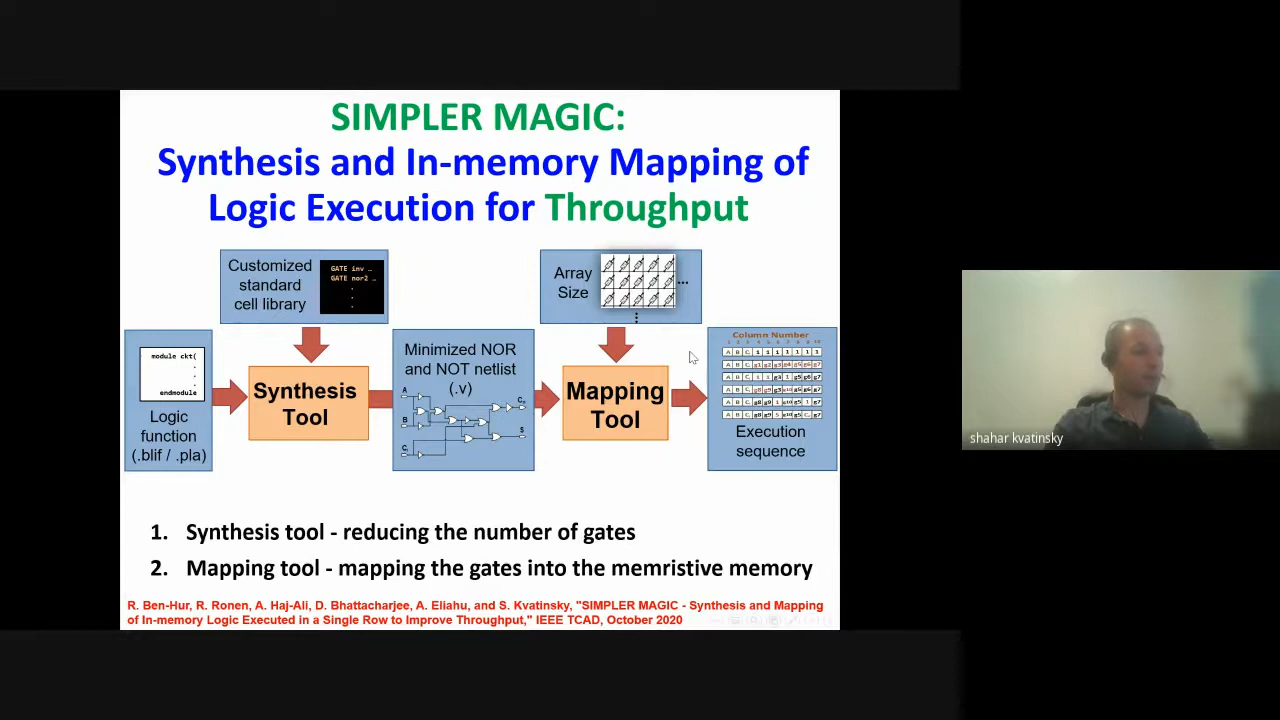 SIMPLER MAGIC:
Synthesis and In-memory Mapping of
Logic Execution for Throughput
Customized
standard
cell library
GATE inv …
GATE nor2 …
Array
Size
module ckt(
endmodule
Logic
function
(.blif / .pla)
Synthesis
Tool
Minimized NOR
and NOT netlist
(.v)
A
B
C
S
Mapping
Tool
Column Number
Execution
sequence
1. Synthesis tool - reducing the number of gates
2. Mapping tool - mapping the gates into the memristive memory
R. Ben-Hur, R. Ronen, A. Haj-Ali, D. Bhattacharjee, A. Eliahu, and S. Kvatinsky, "SIMPLER MAGIC - Synthesis and Mapping
of In-memory Logic Executed in a Single Row to Improve Throughput," IEEE TCAD, October 2020
shahar kvatinsky